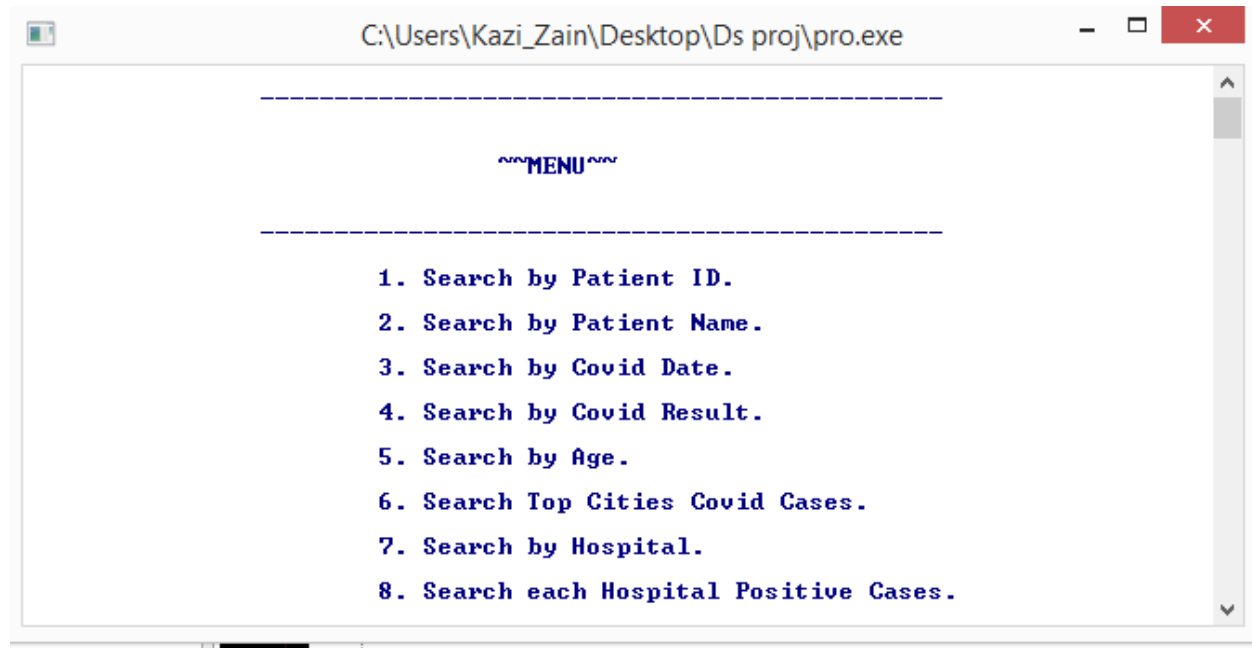 C:\Users\Kazi_Zain\Desktop\Ds proj\pro.exe
~~MENU~~
1. Search by Patient ID.
2. Search by Patient Name.
3. Search by Covid Date.
4. Search by Covid Result.
5. Search by Age.
6. Search Top Cities Covid Cases.
7. Search by Hospital.
8. Search each Hospital Positive Cases.